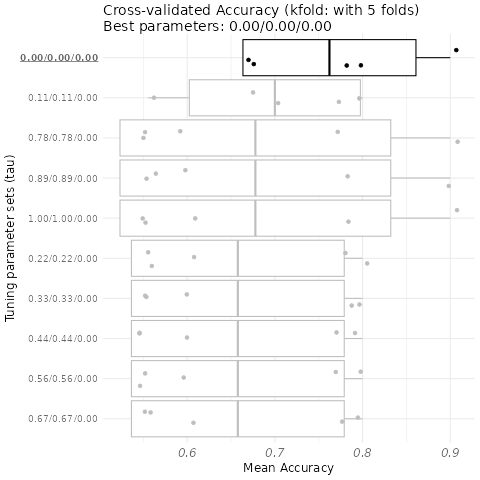 Cross-validated Accuracy (kfold: with 5 folds)
Best parameters: 0.00/0.00/0.00
Tuning parameter sets (tau)
0.00/0.00/0.00
0.11/0.11/0.00
0.78/0.78/0.00
0.89/0.89/0.00
1.00/1.00/0.00
0.22/0.22/0.00
0.33/0.33/0.00
0.44/0.44/0.00
0.56/0.56/0.00
0.67/0.67/0.00
0.6 0.7 0.8 0.9
Mean Accuracy